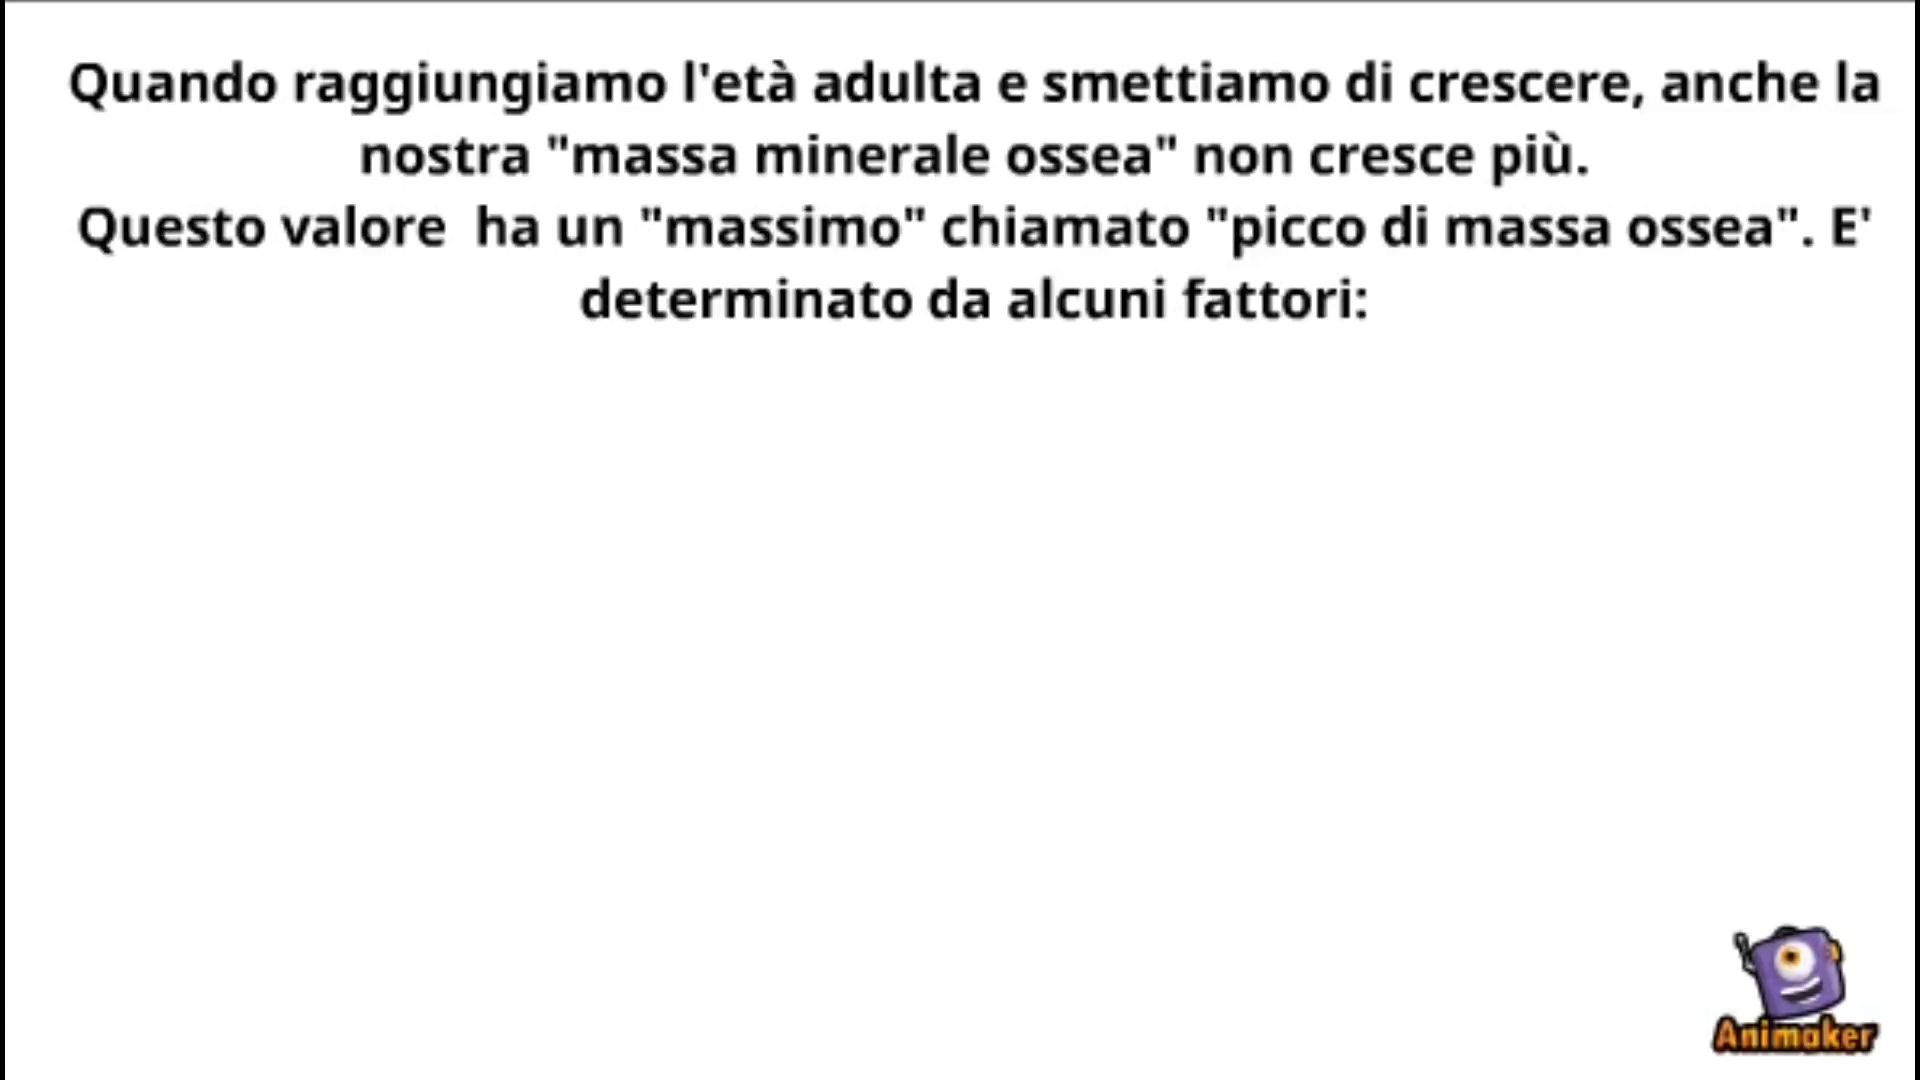 Quando raggiungiamo l'età adulta e smettiamo di crescere, anche la
nostra "massa minerale ossea" non cresce più.
Questo valore  ha un "massimo" chiamato "picco di massa ossea". E'
determinato da alcuni fattori:
Animaker